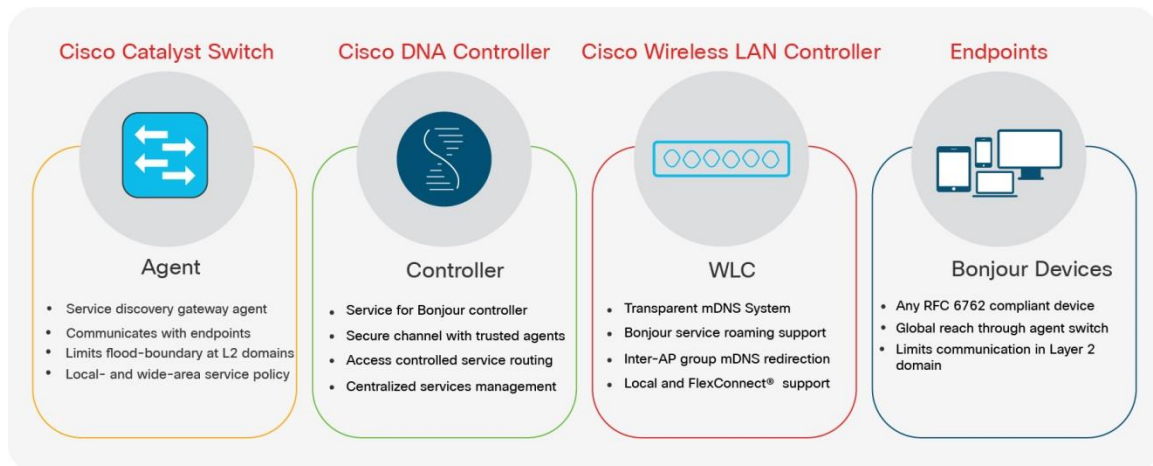 Cisco Catalyst Switch
Agent
• Service discovery gateway agent
• Communicates with endpoints
• Limits flood-boundary at L2 domains
• Local- and wide-area service policy
Cisco DNA Controller
Controller
• Service for Bonjour controller
• Secure channel with trusted agents
• Access controlled service routing
• Centralized services management
Cisco Wireless LAN Controller
WLC
• Transparent mDNS System
• Bonjour service roaming support
• Inter-AP group mDNS redirection
• Local and FlexConnect® support
Endpoints
Bonjour Devices
• Any RFC 6762 compliant device
• Global reach through agent switch
• Limits communication in Layer 2
domain